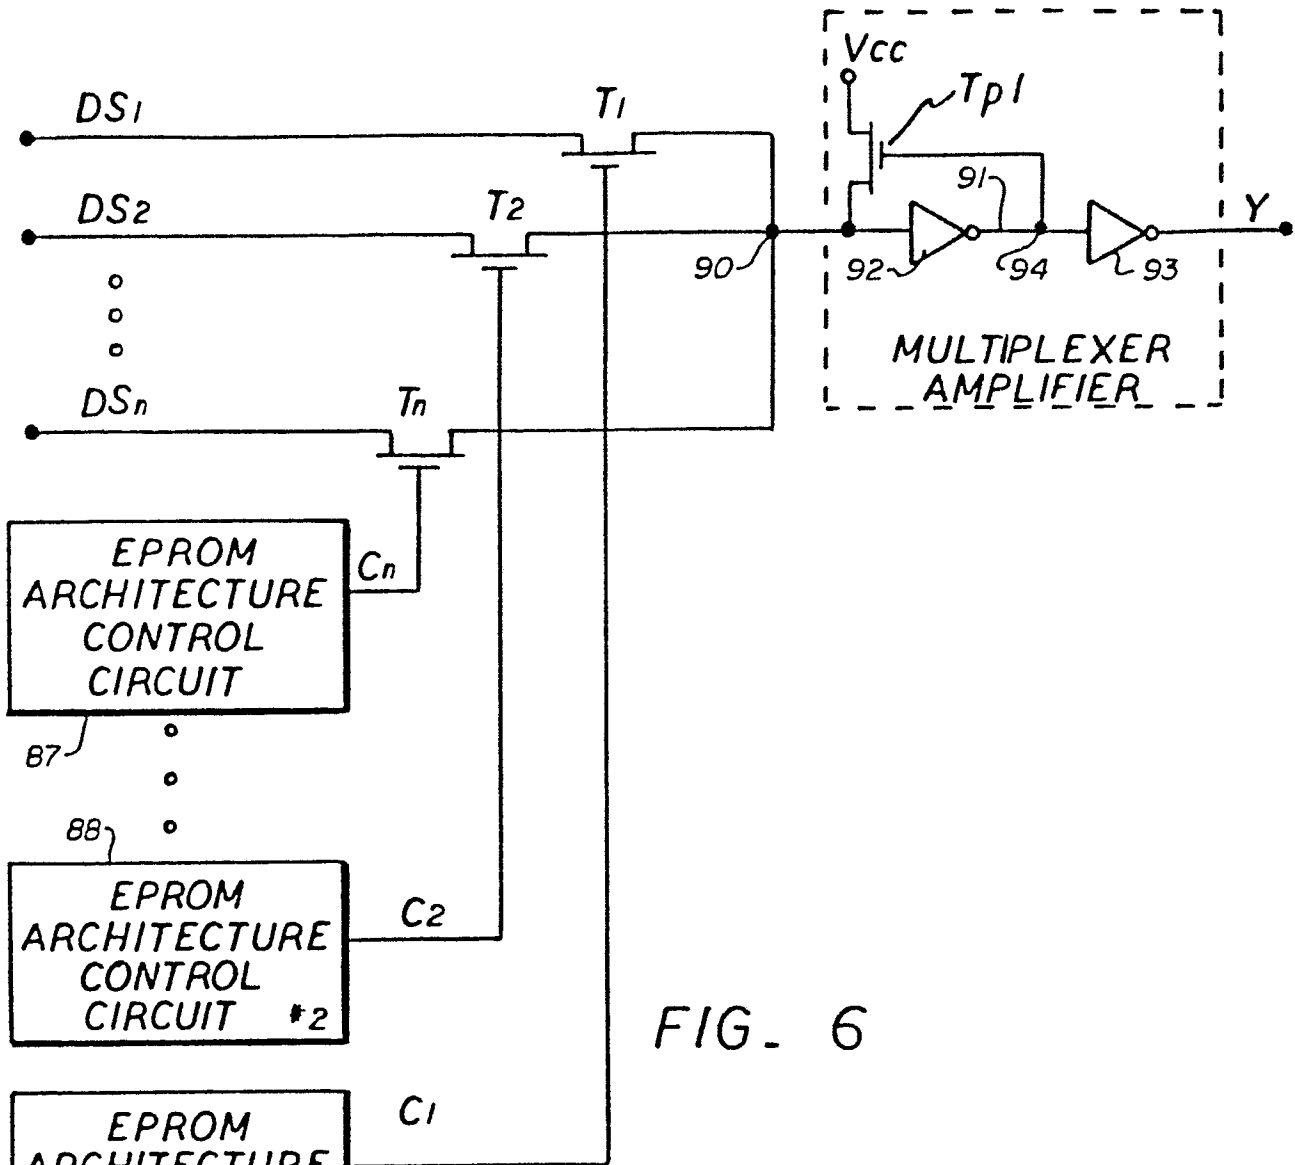 Vcc
DS1
T1
Tp1
DS2
T2
91
Y
90
92
94
93
MULTIPLEXER
AMPLIFIER
DSn
Tn
EPROM
ARCHITECTURE
CONTROL
CIRCUIT
Cn
87
88
EPROM
ARCHITECTURE
CONTROL
CIRCUIT #2
C2
FIG_ 6
C1
EPROM
ARCHITECTURE